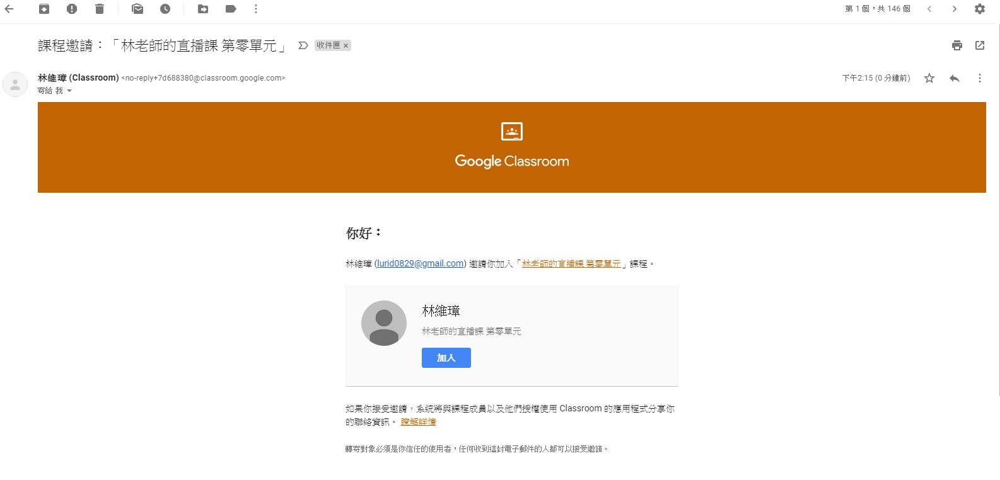 第 1 個，共 146 個
課程邀請：「林老師的直播課 第零單元」 收件匣 ×
林維璋 (Classroom) <no-reply+7d688380@classroom.google.com> 下午2:15 (0 分鐘前)
寄給 我
Google Classroom
你好：
林維璋 (lurid0829@gmail.com) 邀請你加入「林老師的直播課 第零單元」課程。
林維璋
林老師的直播課 第零單元
加入
如果你接受邀請，系統將與課程成員以及他們授權使用 Classroom 的應用程式分享你
的聯絡資訊。 瞭解詳情
轉寄對象必須是你信任的使用者，任何收到這封電子郵件的人都可以接受邀請。